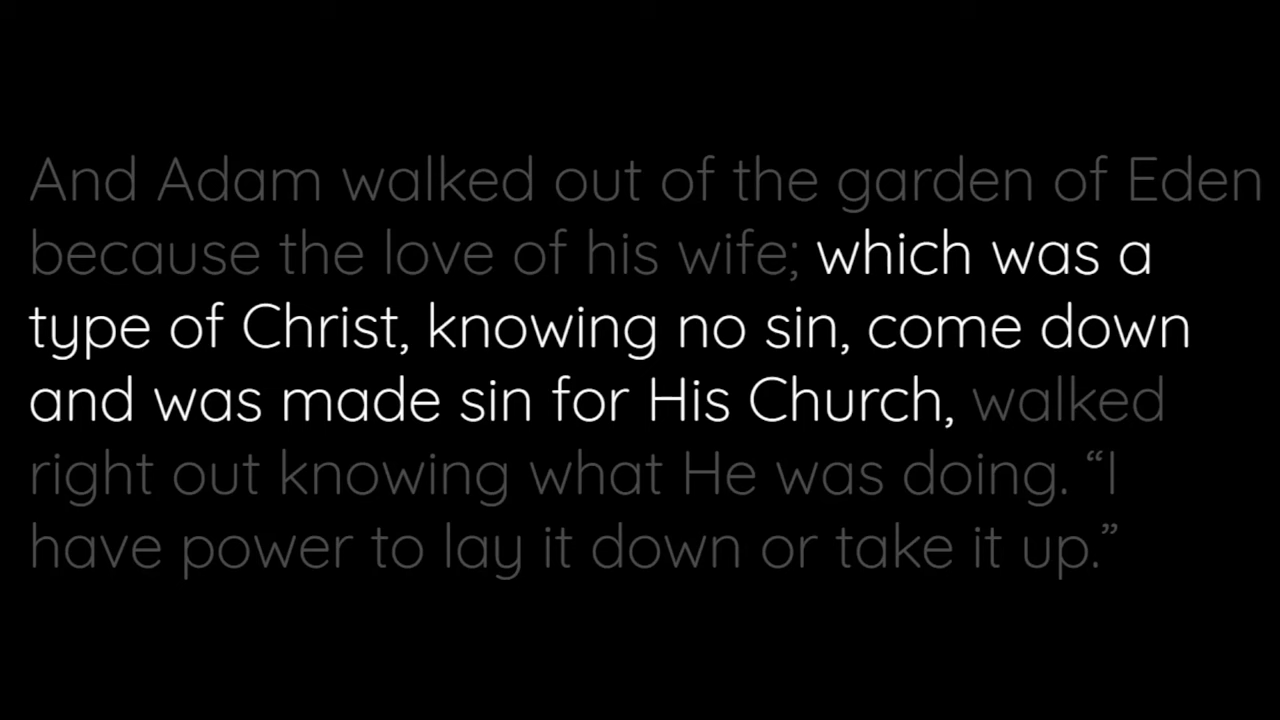 And Adam walked out of the garden of Eden
because the love of his wife; which was a
type of Christ, knowing no sin, come down
and was made sin for His Church, walked
right out knowing what He was doing. “I
have power to lay it down or take it up.”